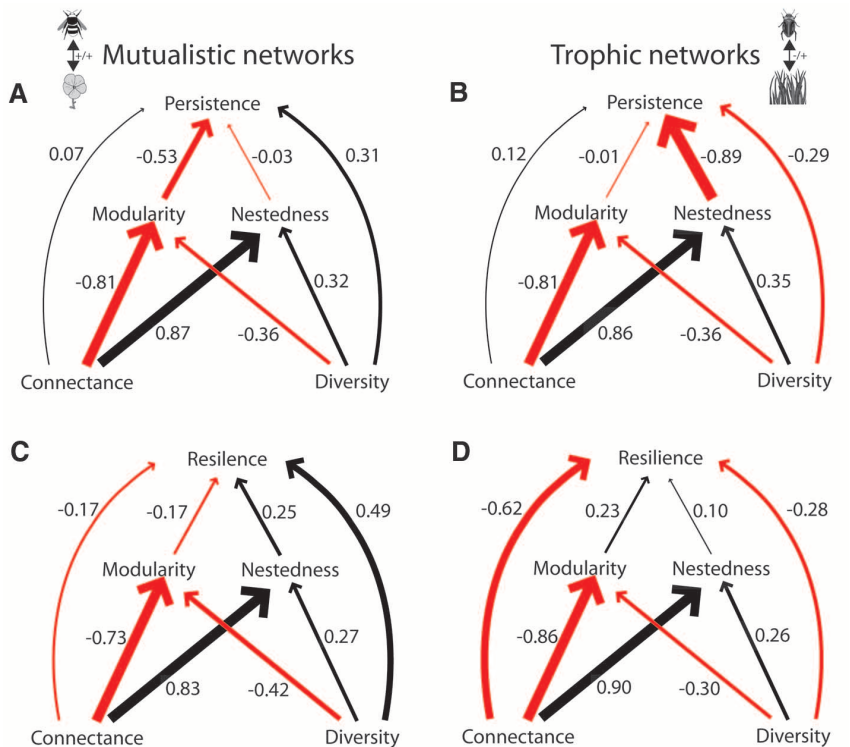 Mutualistic networks
Trophic networks
+/+
-/+
A
Persistence
0.07
-0.53
-0.03
0.31
Modularity
Nestedness
-0.81
0.87
-0.36
0.32
Connectance
Diversity
B
Persistence
0.12
-0.01
-0.89
-0.29
Modularity
Nestedness
-0.81
0.86
-0.36
0.35
Connectance
Diversity
C
Resilence
-0.17
-0.17
0.25
0.49
Modularity
Nestedness
-0.73
0.83
-0.42
0.27
Connectance
Diversity
D
Resilience
-0.62
0.23
0.10
-0.28
Modularity
Nestedness
-0.86
0.90
-0.30
0.26
Connectance
Diversity